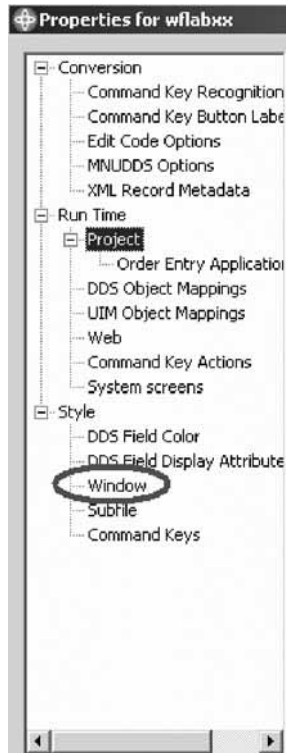 Properties for wflabxx
Conversion
Command Key Recognition
Command Key Button Labe
Edit Code Options
MNUDDS Options
XML Record Metadata
Run Time
Project
Order Entry Application
DDS Object Mappings
UIM Object Mappings
Web
Command Key Actions
System screens
Style
DDS Field Color
DDS Field Display Attribute
Window
Subfile
Command Keys